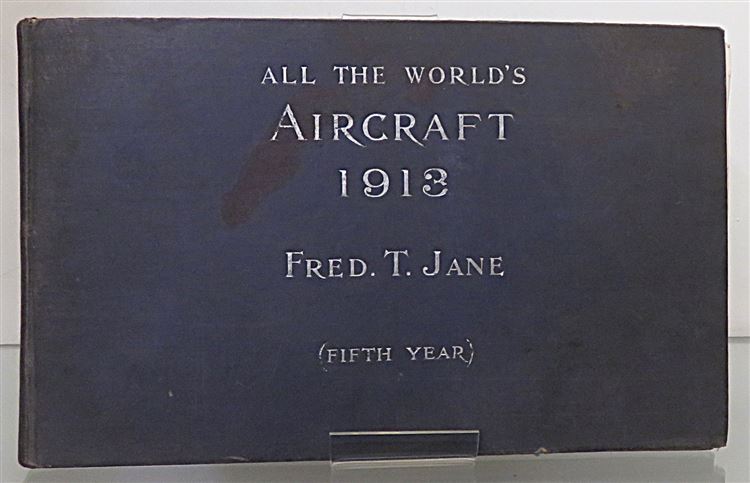 ALL THE WORLD'S
AIRCRAFT
1913
FRED. T. JANE
(FIFTH YEAR)